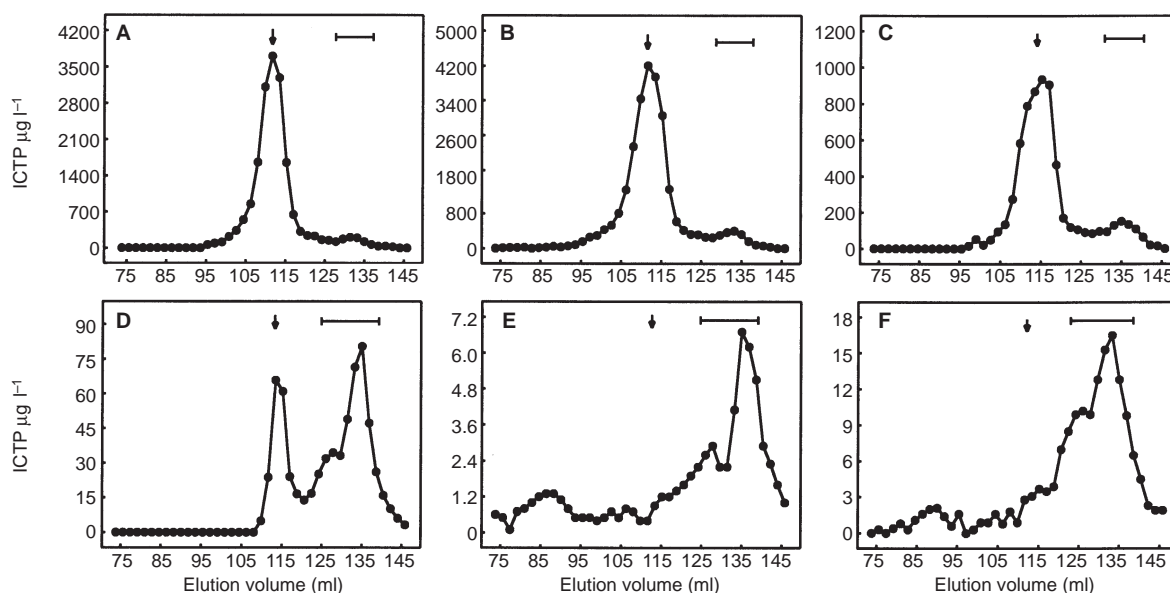 A
B
C
ICTP µg l⁻¹
4200
3500
2800
2100
1400
700
0
5000
4200
4400
2600
4800
800
0
1200
1000
800
600
400
200
0
75 85 95 105 115 125 135 145
75 85 95 105 115 125 135 145
75 85 95 105 115 125 135 145
D
E
F
ICTP µg l⁻¹
90
75
60
45
30
15
0
7.2
6.0
4.8
3.6
2.4
1.2
0
18
15
12
9
6
3
0
75 85 95 105 115 125 135 145
75 85 95 105 115 125 135 145
75 85 95 105 115 125 135 145
Elution volume (ml)
Elution volume (ml)
Elution volume (ml)